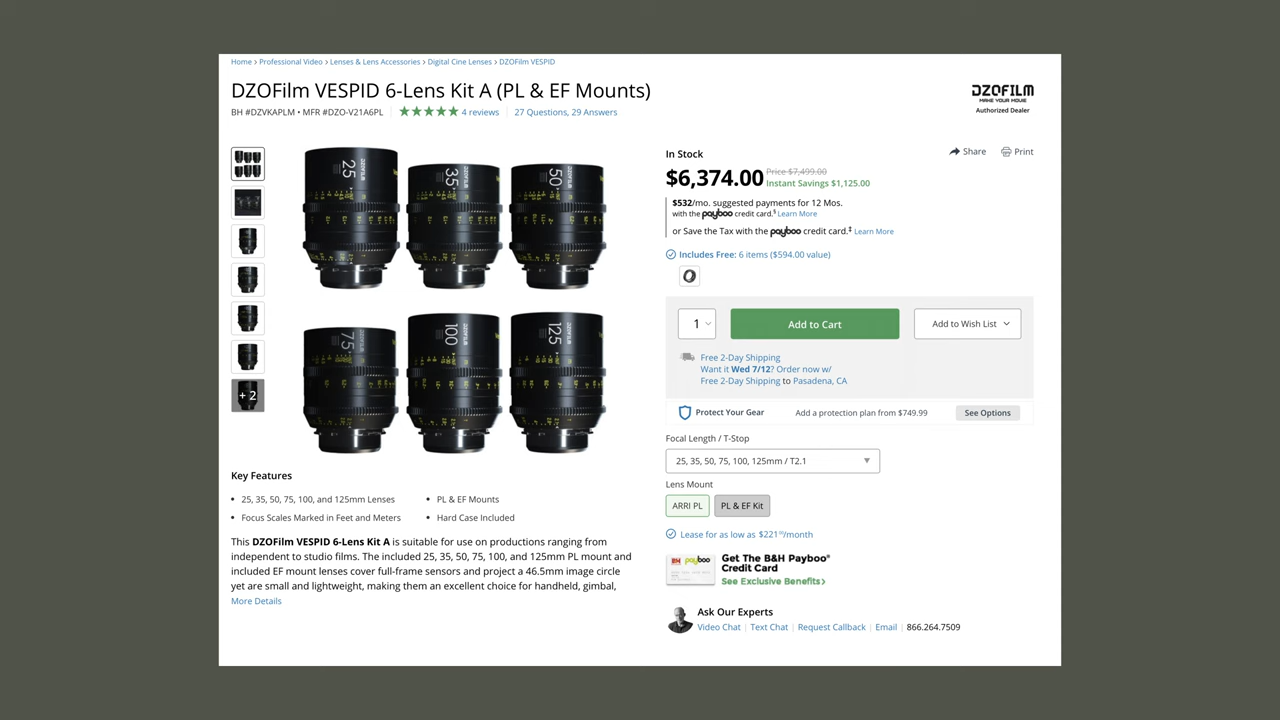 Home › Professional Video › Lenses & Lens Accessories › Digital Cine Lenses › DZOFilm VESPID
DZOFilm VESPID 6-Lens Kit A (PL & EF Mounts)
BH #DZVKAPLM • MFR #DZO-V21A6PL
4 reviews
27 Questions, 29 Answers
DZOFILM
MAKE YOUR MOVIE
Authorized Dealer
25
DZOFILM
35
DZOFILM
50
DZOFILM
75
DZOFILM
100
DZOFILM
125
DZOFILM
+ 2
Key Features
• 25, 35, 50, 75, 100, and 125mm Lenses
• PL & EF Mounts
• Focus Scales Marked in Feet and Meters
• Hard Case Included
This DZOFilm VESPID 6-Lens Kit A is suitable for use on productions ranging from
independent to studio films. The included 25, 35, 50, 75, 100, and 125mm PL mount and
included EF mount lenses cover full-frame sensors and project a 46.5mm image circle
yet are small and lightweight, making them an excellent choice for handheld, gimbal,
More Details
In Stock
Share
Print
$6,374.00
Price $7,499.00
Instant Savings $1,125.00
$532/mo. suggested payments for 12 Mos.
with the payboo credit card.§ Learn More
or Save the Tax with the payboo credit card.‡ Learn More
Includes Free: 6 items ($594.00 value)
1
Add to Cart
Add to Wish List
Free 2-Day Shipping
Want it Wed 7/12? Order now w/
Free 2-Day Shipping to Pasadena, CA
Protect Your Gear
Add a protection plan from $749.99
See Options
Focal Length / T-Stop
25, 35, 50, 75, 100, 125mm / T2.1
Lens Mount
ARRI PL
PL & EF Kit
Lease for as low as $221/month
B&H payboo
Get The B&H Payboo®
Credit Card
See Exclusive Benefits ›
Ask Our Experts
Video Chat | Text Chat | Request Callback | Email | 866.264.7509